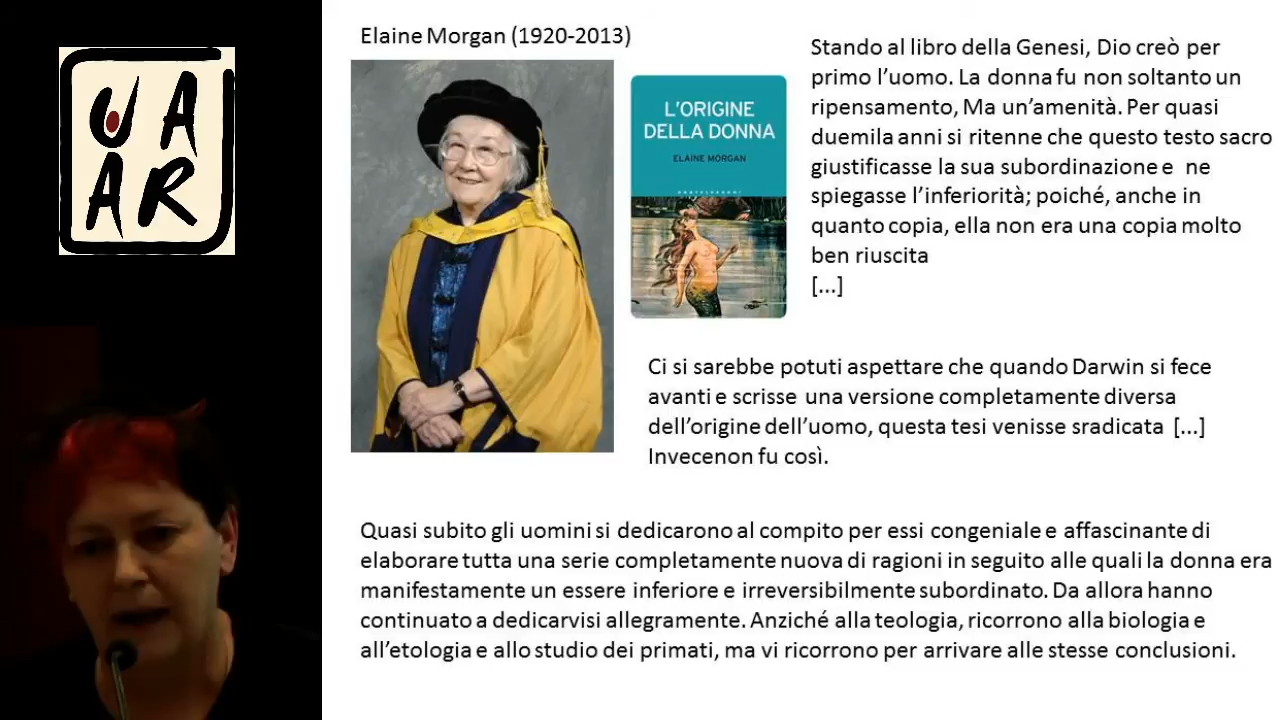 UAAR
Elaine Morgan (1920-2013)
L'ORIGINE
DELLA DONNA
ELAINE MORGAN
Stando al libro della Genesi, Dio creò per
primo l'uomo. La donna fu non soltanto un
ripensamento, Ma un'amenità. Per quasi
duemila anni si ritenne che questo testo sacro
giustificasse la sua subordinazione e ne
spiegasse l'inferiorità; poiché, anche in
quanto copia, ella non era una copia molto
ben riuscita
[...]
Ci si sarebbe potuti aspettare che quando Darwin si fece
avanti e scrisse una versione completamente diversa
dell'origine dell'uomo, questa tesi venisse sradicata [...]
Invecenon fu così.
Quasi subito gli uomini si dedicarono al compito per essi congeniale e affascinante di
elaborare tutta una serie completamente nuova di ragioni in seguito alle quali la donna era
manifestamente un essere inferiore e irreversibilmente subordinato. Da allora hanno
continuato a dedicarvisi allegramente. Anziché alla teologia, ricorrono alla biologia e
all'etologia e allo studio dei primati, ma vi ricorrono per arrivare alle stesse conclusioni.